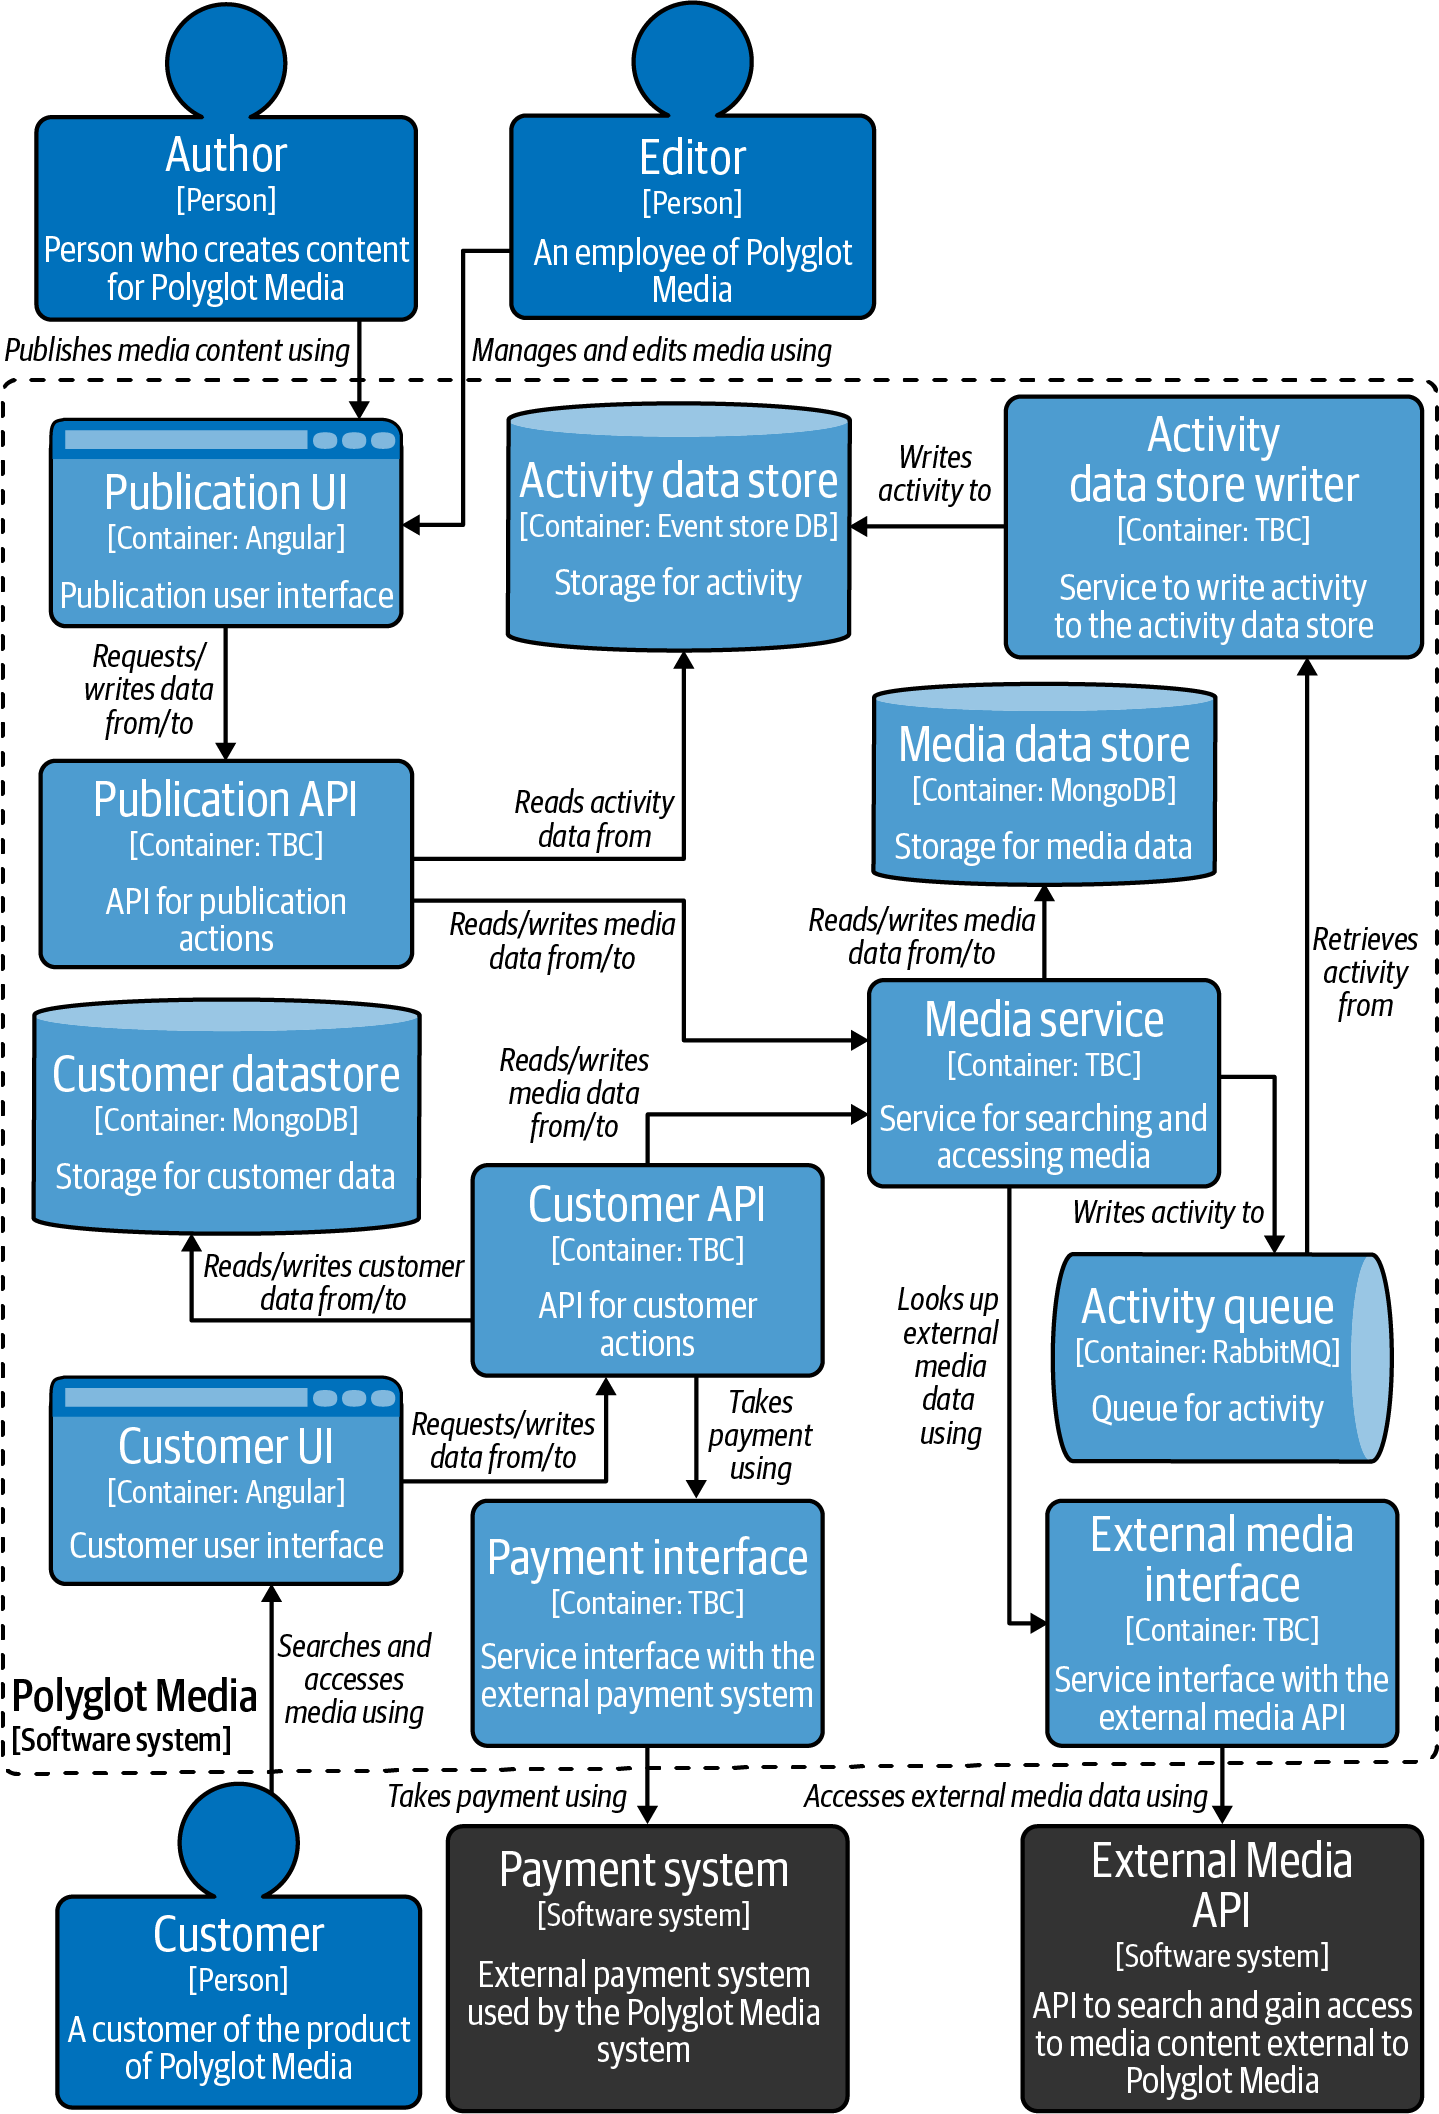 Author
[Person]
Person who creates content
for Polyglot Media
Editor
[Person]
An employee of Polyglot
Media
Publishes media content using
Manages and edits media using
Publication UI
[Container: Angular]
Publication user interface
Activity data store
[Container: Event store DB]
Storage for activity
Writes
activity to
Activity
data store writer
[Container: TBC]
Service to write activity
to the activity data store
Requests/
writes data
from/to
Media data store
[Container: MongoDB]
Storage for media data
Publication API
[Container: TBC]
API for publication
actions
Reads activity
data from
Reads/writes media
data from/to
Reads/writes media
data from/to
Retrieves
activity
from
Customer datastore
[Container: MongoDB]
Storage for customer data
Reads/writes
media data
from/to
Media service
[Container: TBC]
Service for searching and
accessing media
Customer API
[Container: TBC]
API for customer
actions
Reads/writes customer
data from/to
Writes activity to
Looks up
external
media
data
using
Activity queue
[Container: RabbitMQ]
Queue for activity
Customer UI
[Container: Angular]
Customer user interface
Requests/writes
data from/to
Takes
payment
using
Payment interface
[Container: TBC]
Service interface with the
external payment system
External media
interface
[Container: TBC]
Service interface with the
external media API
Searches and
accesses
media using
Polyglot Media
[Software system]
Takes payment using
Accesses external media data using
Customer
[Person]
A customer of the product
of Polyglot Media
Payment system
[Software system]
External payment system
used by the Polyglot Media
system
External Media
API
[Software system]
API to search and gain access
to media content external to
Polyglot Media